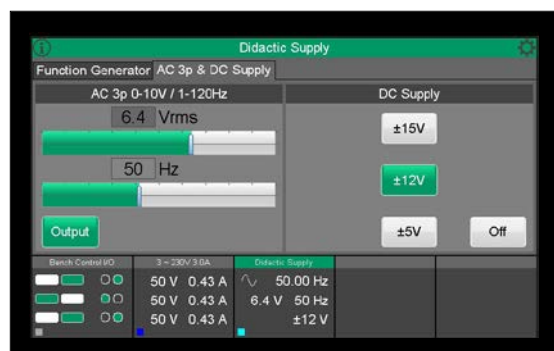 Didactic Supply
Function Generator AC 3p & DC Supply
AC 3p 0-10V / 1-120Hz
6.4 Vrms
50 Hz
Output
DC Supply
±15V
±12V
±5V Off
Bench Control I/O
3 ~ 230V 3.0A
50 V 0.43 A
50 V 0.43 A
50 V 0.43 A
Didactic Supply
50.00 Hz
6.4 V 50 Hz
±12 V